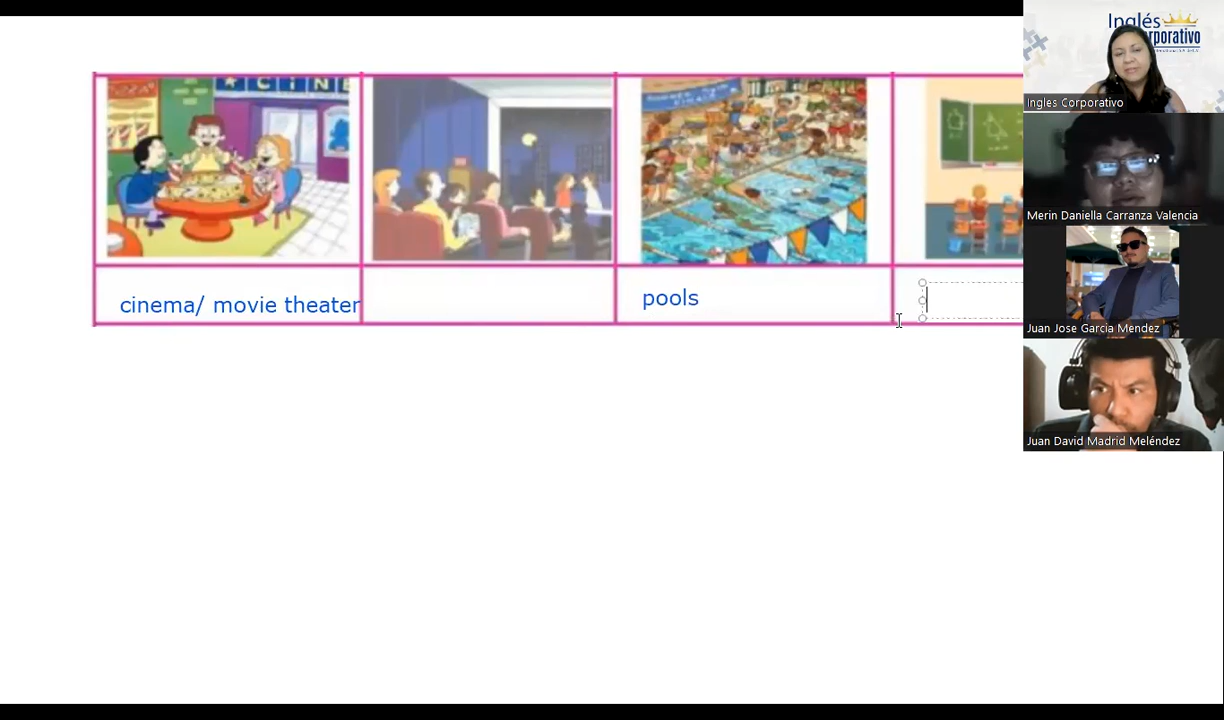 CINE
cinema/ movie theater
pools
Inglés
Ingles Corporativo
Merin Daniella Carranza Valencia
Juan Jose Garcia Mendez
Juan David Madrid Meléndez